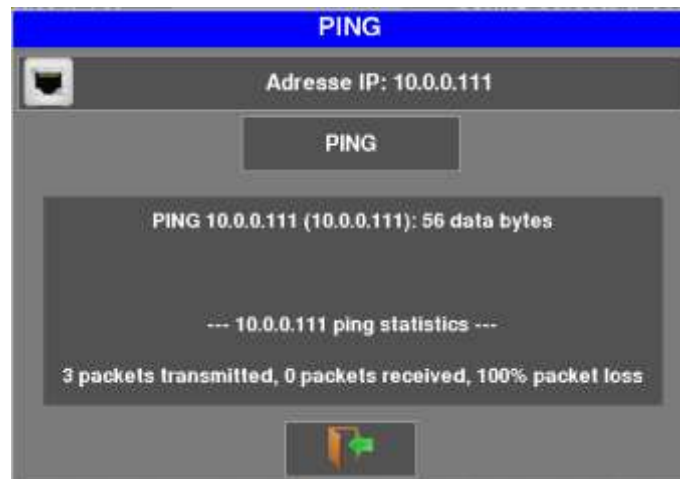 PING
Adresse IP: 10.0.0.111
PING
PING 10.0.0.111 (10.0.0.111): 56 data bytes
--- 10.0.0.111 ping statistics ---
3 packets transmitted, 0 packets received, 100% packet loss